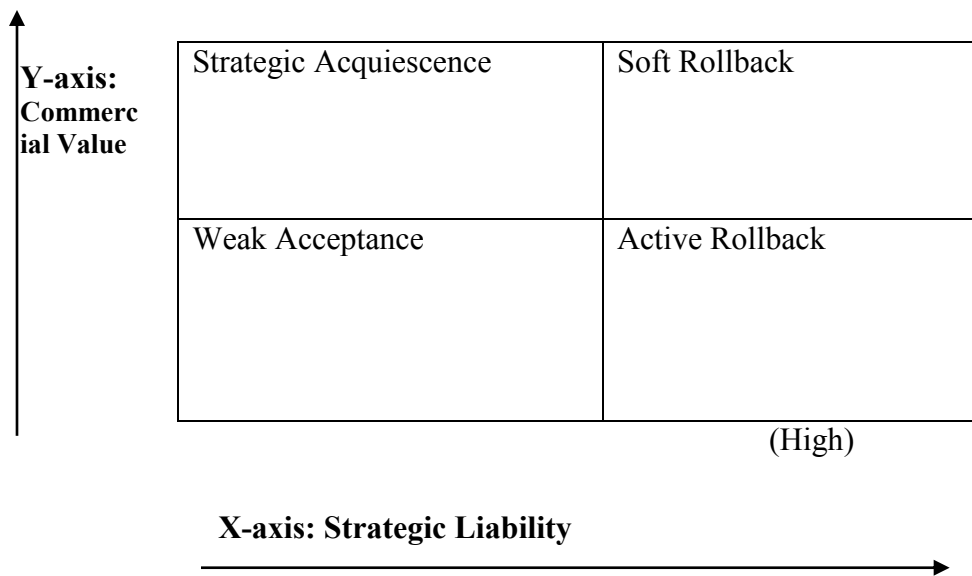 Y-axis:
Commerc
ial Value
Strategic Acquiescence
Soft Rollback
Weak Acceptance
Active Rollback
(High)
X-axis: Strategic Liability